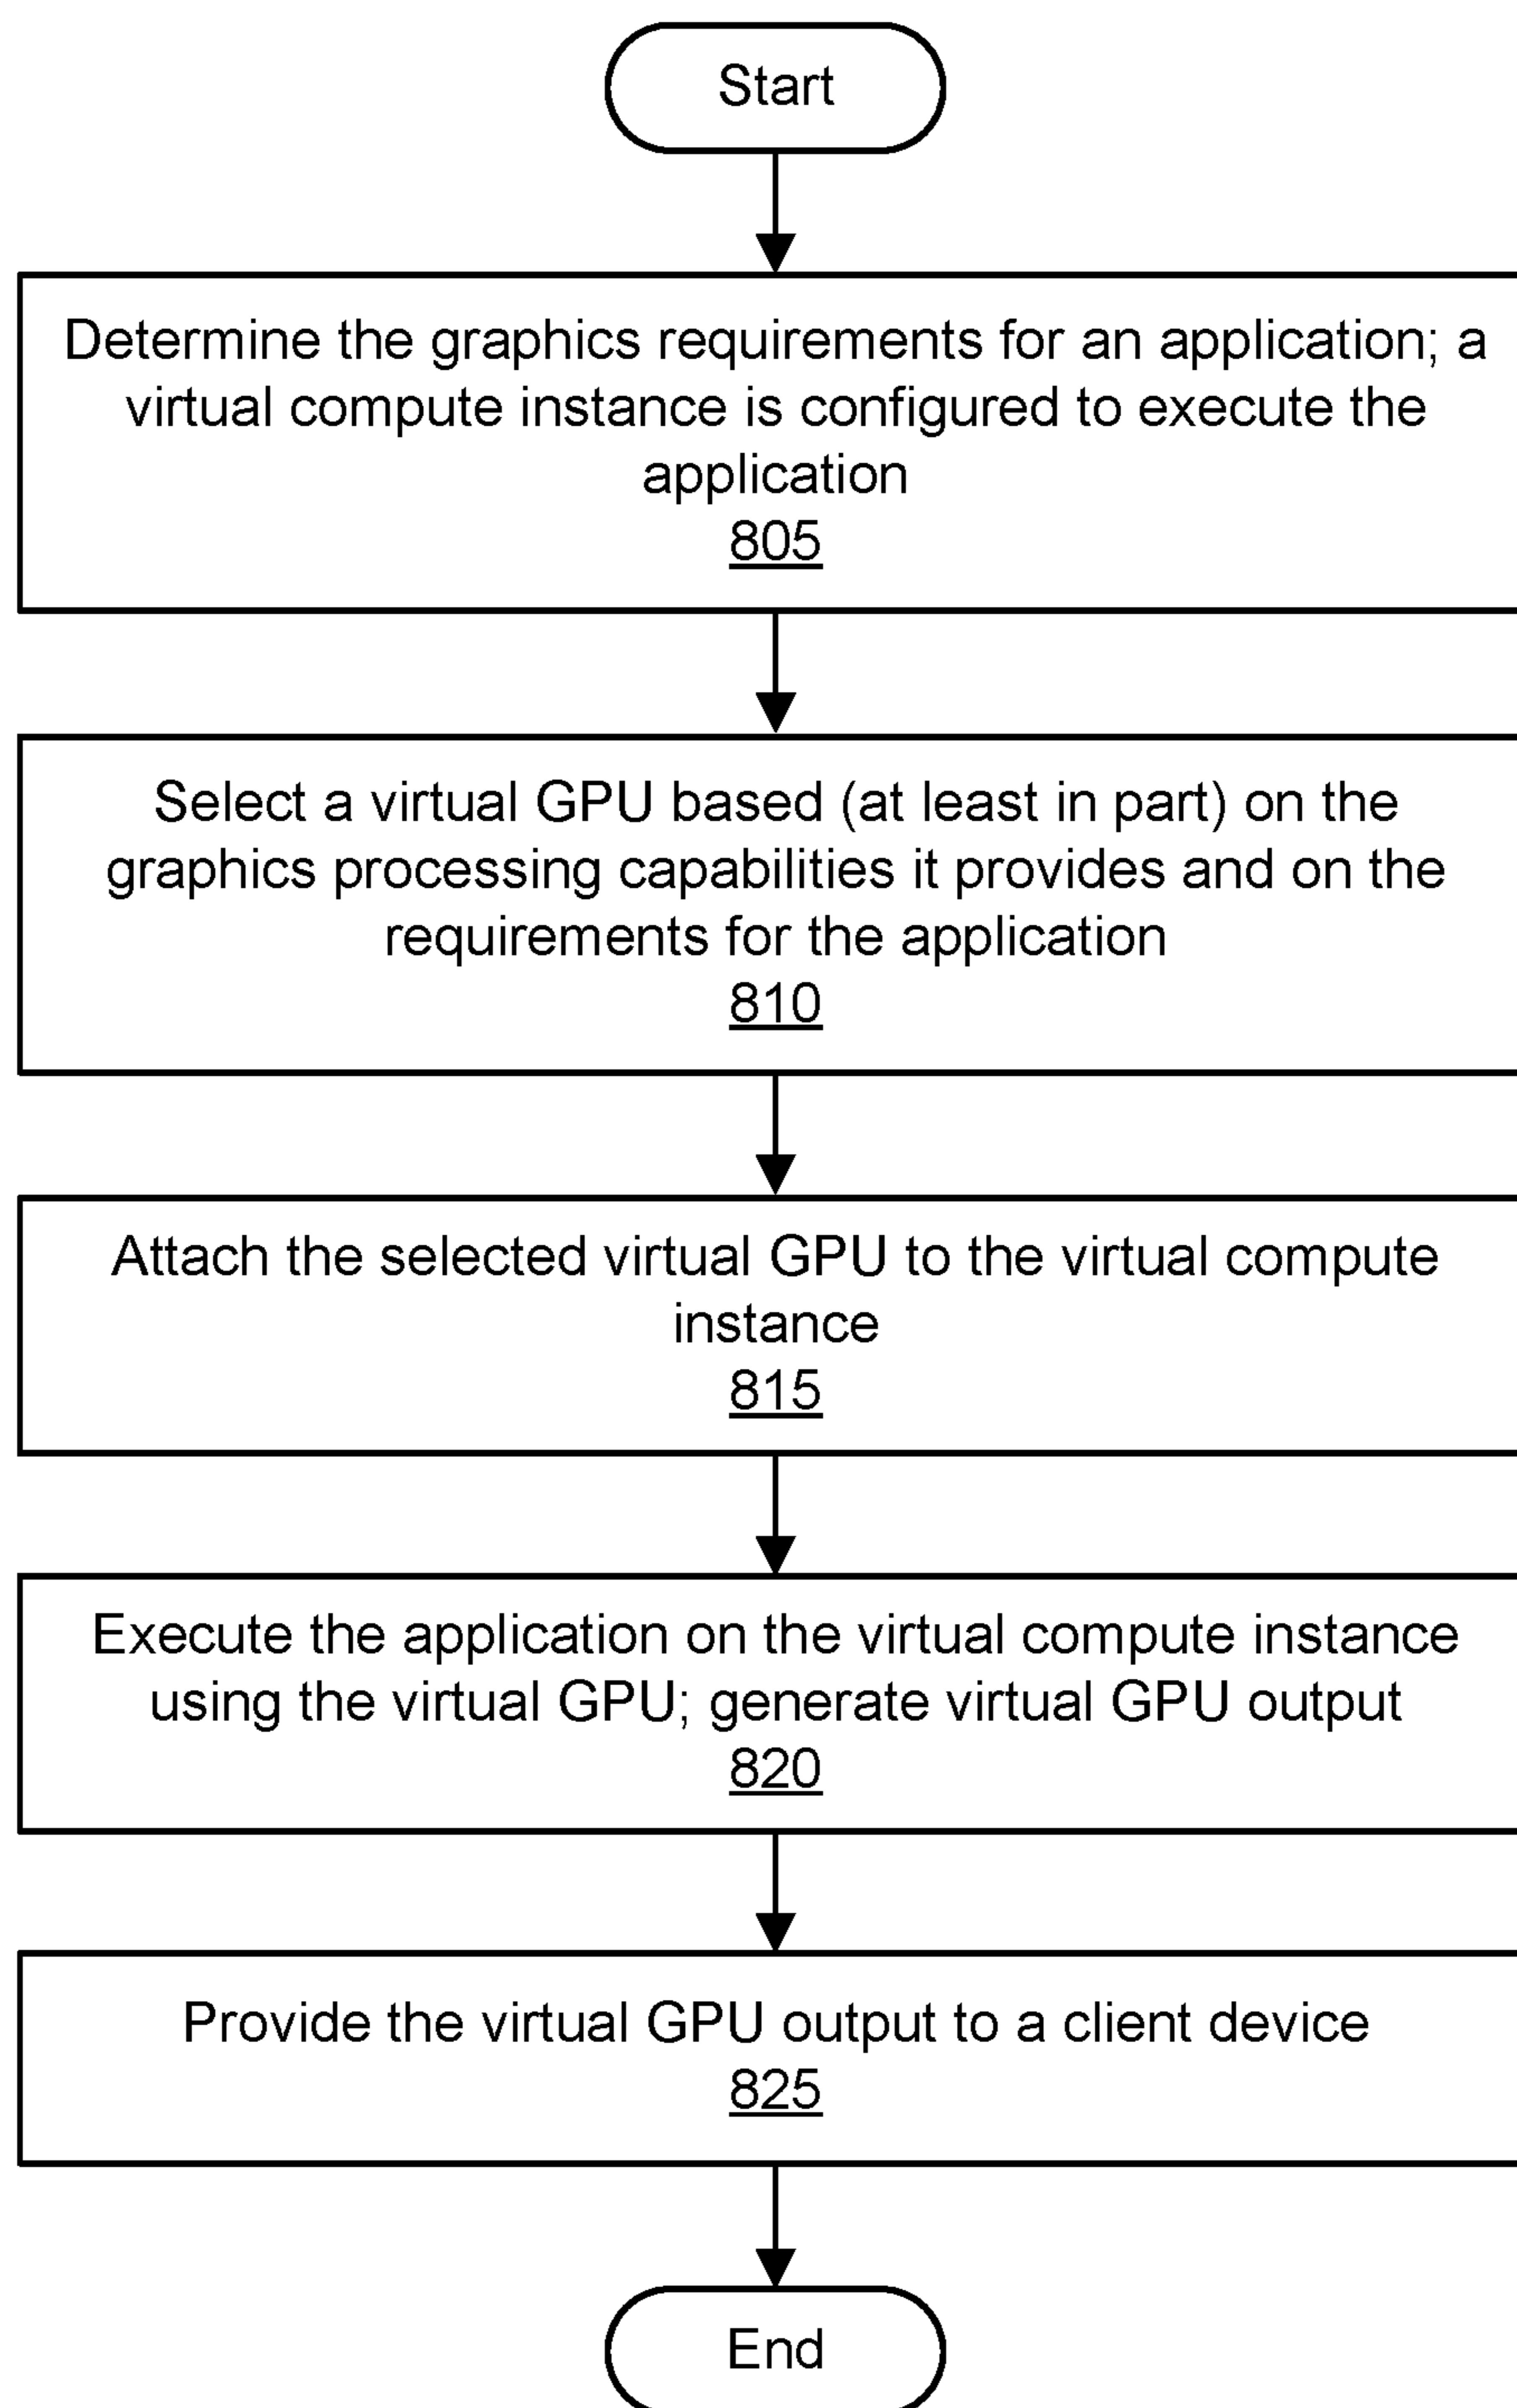 Start
Determine the graphics requirements for an application; a
virtual compute instance is configured to execute the
application
805
Select a virtual GPU based (at least in part) on the
graphics processing capabilities it provides and on the
requirements for the application
810
Attach the selected virtual GPU to the virtual compute
instance
815
Execute the application on the virtual compute instance
using the virtual GPU; generate virtual GPU output
820
Provide the virtual GPU output to a client device
825
End